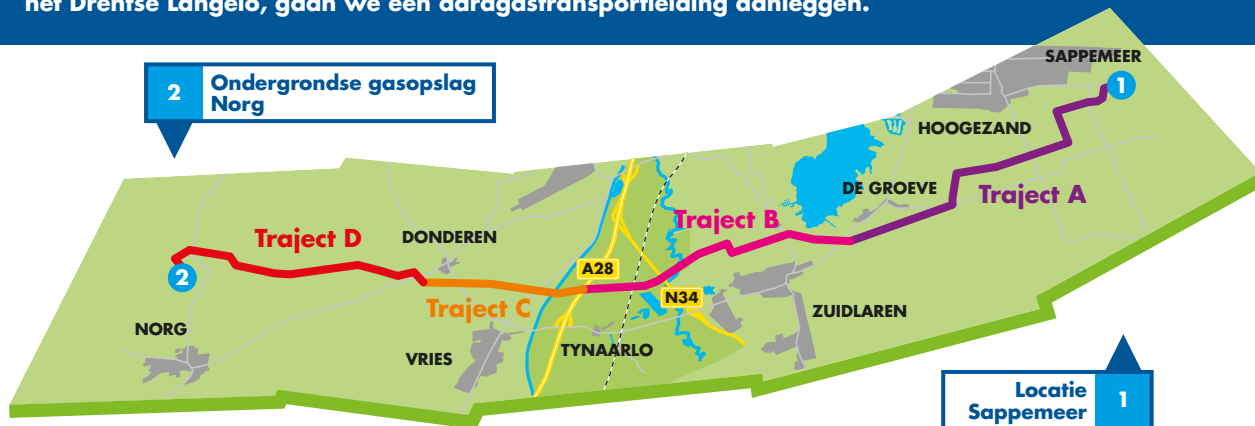 het Drentse Langelo, gaan we een aardgastransportleiding aanleggen.
SAPPEMEER
2
Ondergrondse gasopslag
Norg
1
HOOGEZAND
DE GROEVE
Traject A
Traject B
Traject D
DONDEREN
A28
2
N34
Traject C
ZUIDLAREN
NORG
TYNAARLO
VRIES
Locatie
Sappemeer
1